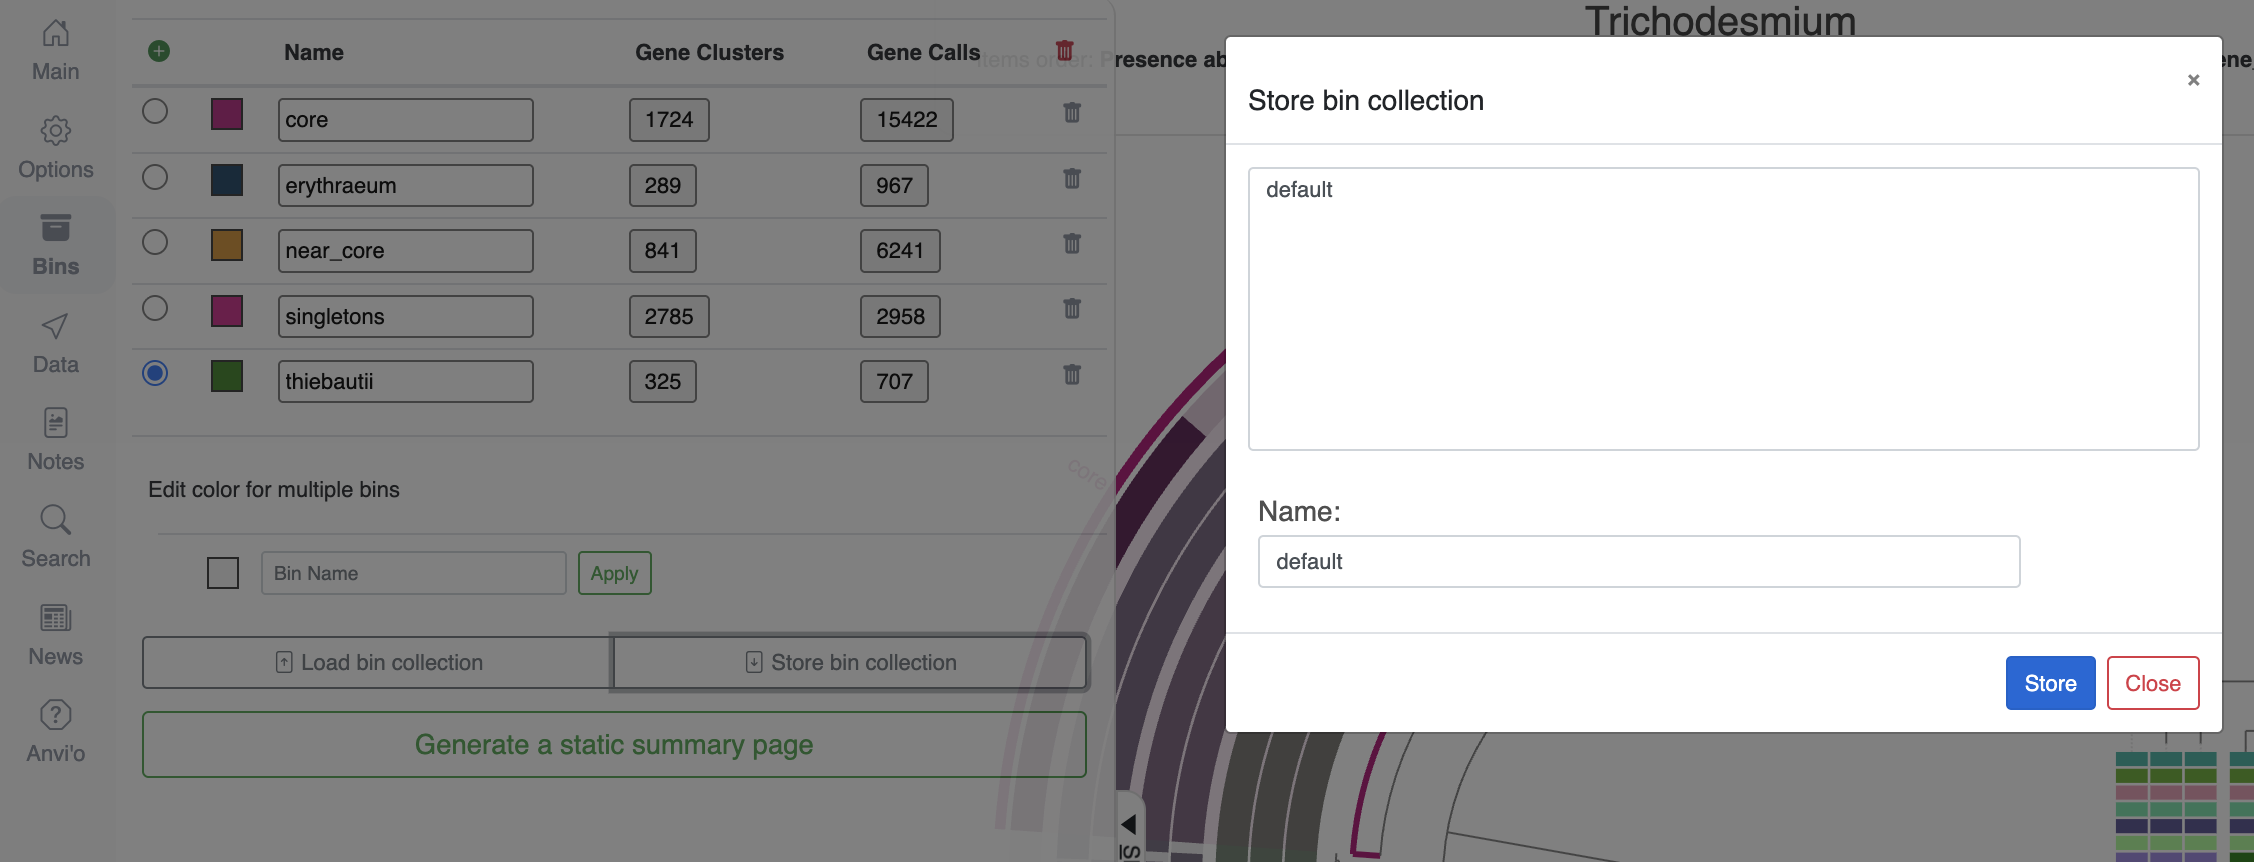 Main
Options
Bins
Data
Notes
Search
News
Anvi'o
Name Gene Clusters Gene Calls
core 1724 15422
erythraeum 289 967
near_core 841 6241
singletons 2785 2958
thiebautii 325 707
Edit color for multiple bins
Bin Name Apply
Load bin collection Store bin collection
Generate a static summary page
Trichodesmium
Items order: Presence ab
core
Store bin collection
×
default
Name:
default
Store Close